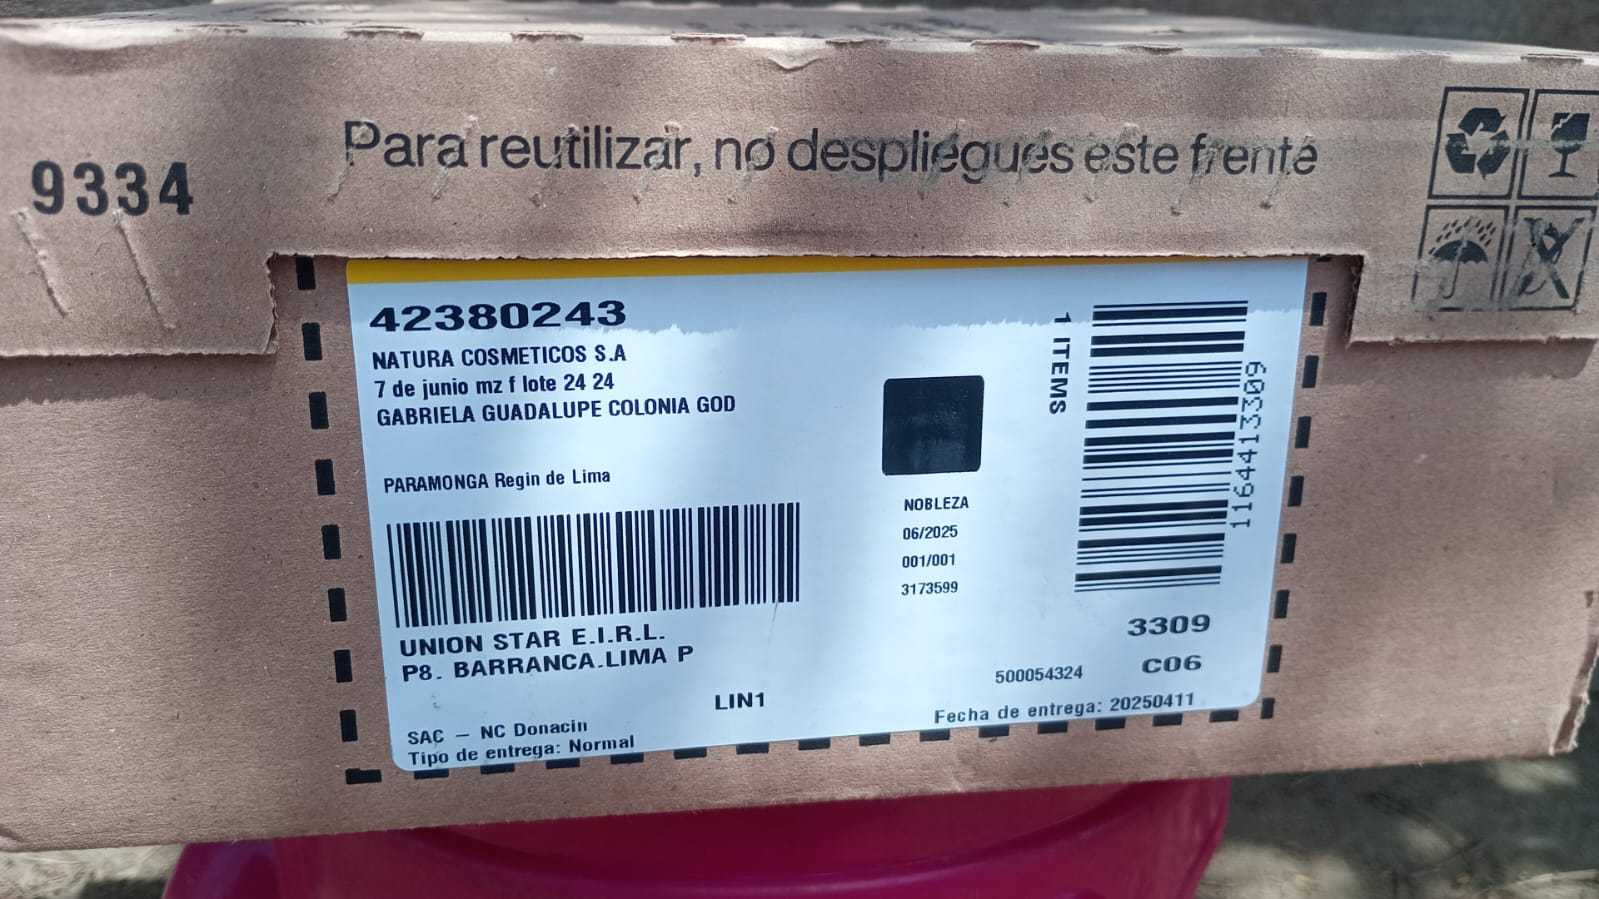 9334
Para reutilizar, no despliegues este frente
42380243
NATURA COSMETICOS S.A
7 de junio mz f lote 24 24
GABRIELA GUADALUPE COLONIA GOD
PARAMONGA Regin de Lima
UNION STAR E.I.R.L.
P8. BARRANCA.LIMA P
LIN1
SAC – NC Donacin
Tipo de entrega: Normal
NOBLEZA
06/2025
001/001
3173599
1 ITEMS
1164413309
3309
C06
500054324
Fecha de entrega: 20250411